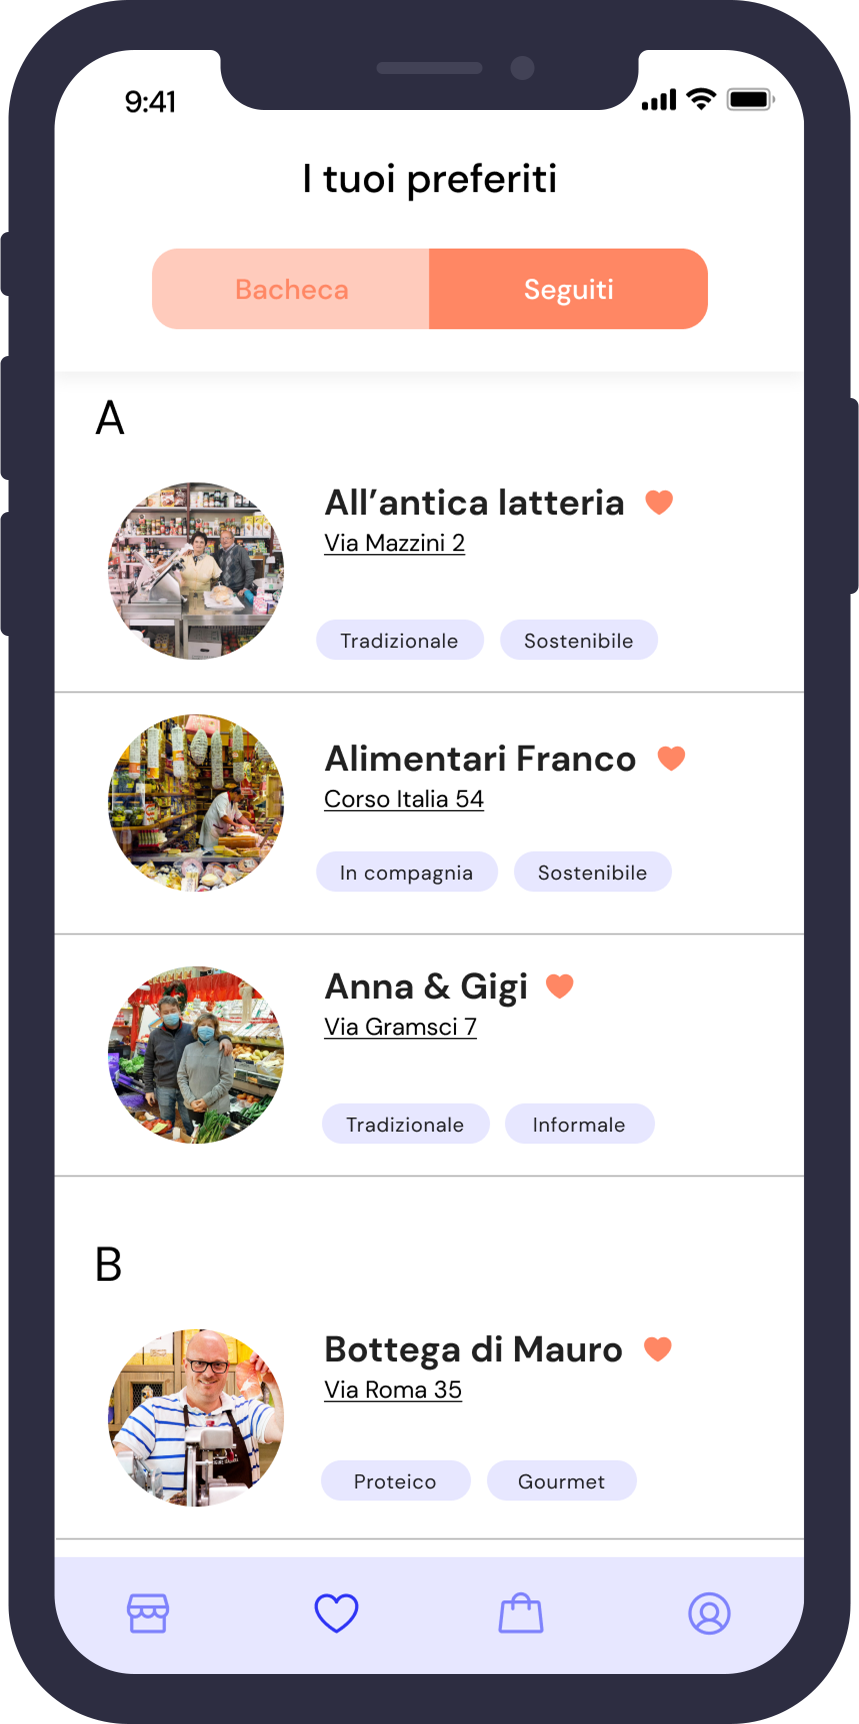 9:41
I tuoi preferiti
Bacheca Seguiti
A
All’antica latteria
Via Mazzini 2
Tradizionale Sostenibile
Alimentari Franco
Corso Italia 54
In compagnia Sostenibile
Anna & Gigi
Via Gramsci 7
Tradizionale Informale
B
Bottega di Mauro
Via Roma 35
Proteico Gourmet